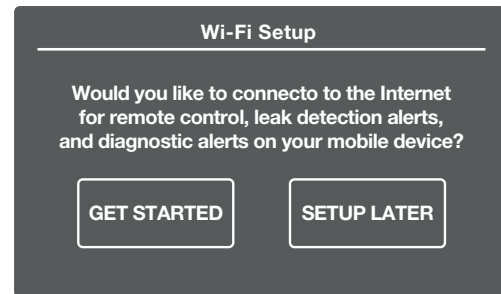 Wi-Fi Setup
Would you like to connecto to the Internet
for remote control, leak detection alerts,
and diagnostic alerts on your mobile device?
GET STARTED
SETUP LATER